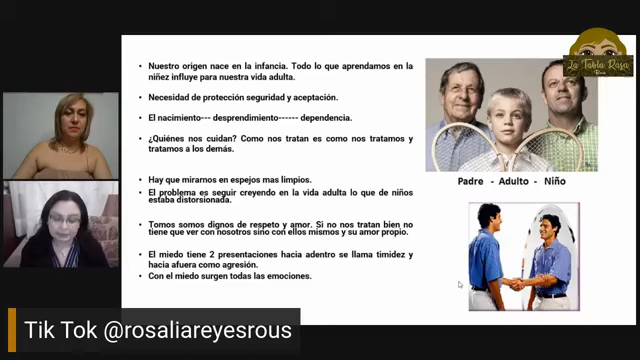 La Tabla Rasa
Nuestro origen nace en la infancia. Todo lo que aprendamos en la
niñez influye para nuestra vida adulta.
Necesidad de protección seguridad y aceptación.
El nacimiento--- desprendimiento------ dependencia.
¿Quiénes nos cuidan? Como nos tratan es como nos tratamos y
tratamos a los demás.
Hay que mirarnos en espejos mas limpios.
El problema es seguir creyendo en la vida adulta lo que de niños
estaba distorsionada.
Tomos somos dignos de respeto y amor. Si no nos tratan bien no
tiene que ver con nosotros sino con ellos mismos y su amor propio.
El miedo tiene 2 presentaciones hacia adentro se llama timidez y
hacia afuera como agresión.
Con el miedo surgen todas las emociones.
Padre - Adulto - Niño
Tik Tok @rosaliareyesrous